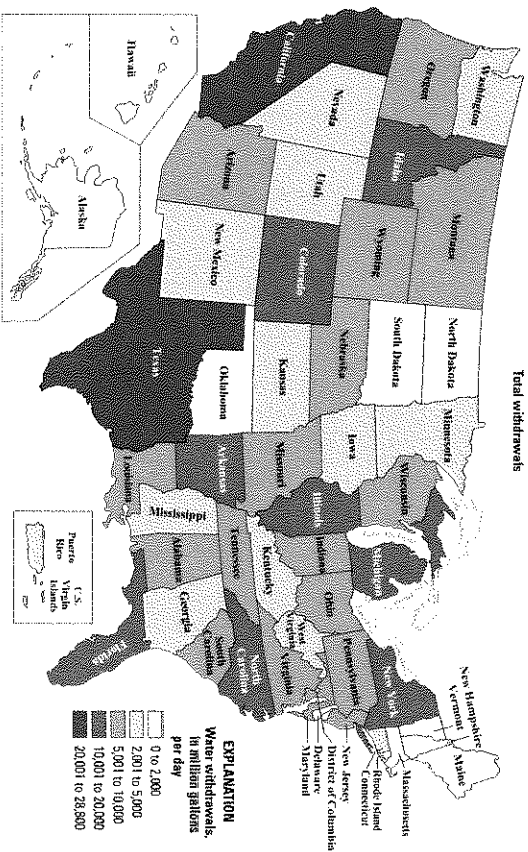 Total withdrawals
Washington
Oregon
California
Nevada
Idaho
Montana
Wyoming
Utah
Arizona
Colorado
New Mexico
North Dakota
South Dakota
Nebraska
Kansas
Oklahoma
Texas
Minnesota
Iowa
Missouri
Arkansas
Louisiana
Wisconsin
Illinois
Michigan
Indiana
Ohio
Kentucky
Tennessee
Mississippi
Alabama
Georgia
Florida
South
Carolina
North
Carolina
Virginia
West
Virginia
Pennsylvania
New York
New Hampshire
Vermont
Maine
Massachusetts
Rhode Island
Connecticut
New Jersey
District of Columbia
Delaware
Maryland
Hawaii
Alaska
Puerto
Rico
U.S.
Virgin
Islands
EXPLANATION
Water withdrawals,
in million gallons
per day
0 to 2,000
2,001 to 5,000
5,001 to 10,000
10,001 to 20,000
20,001 to 28,800